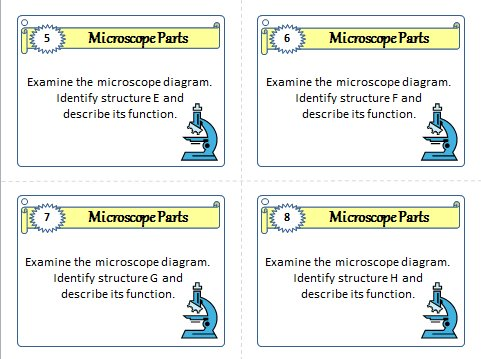 5
Microscope Parts
Examine the microscope diagram.
Identify structure E and
describe its function.
6
Microscope Parts
Examine the microscope diagram.
Identify structure F and
describe its function.
7
Microscope Parts
Examine the microscope diagram.
Identify structure G and
describe its function.
8
Microscope Parts
Examine the microscope diagram.
Identify structure H and
describe its function.